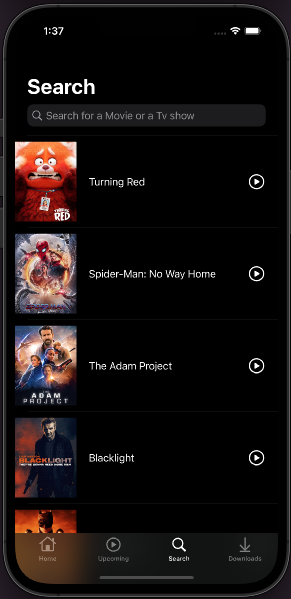 1:37
Search
Search for a Movie or a Tv show
TURNING
RED
Turning Red
Spider-Man: No Way Home
ADAM
PROJECT
The Adam Project
BLACKLIGHT
Blacklight
Home
Upcoming
Search
Downloads